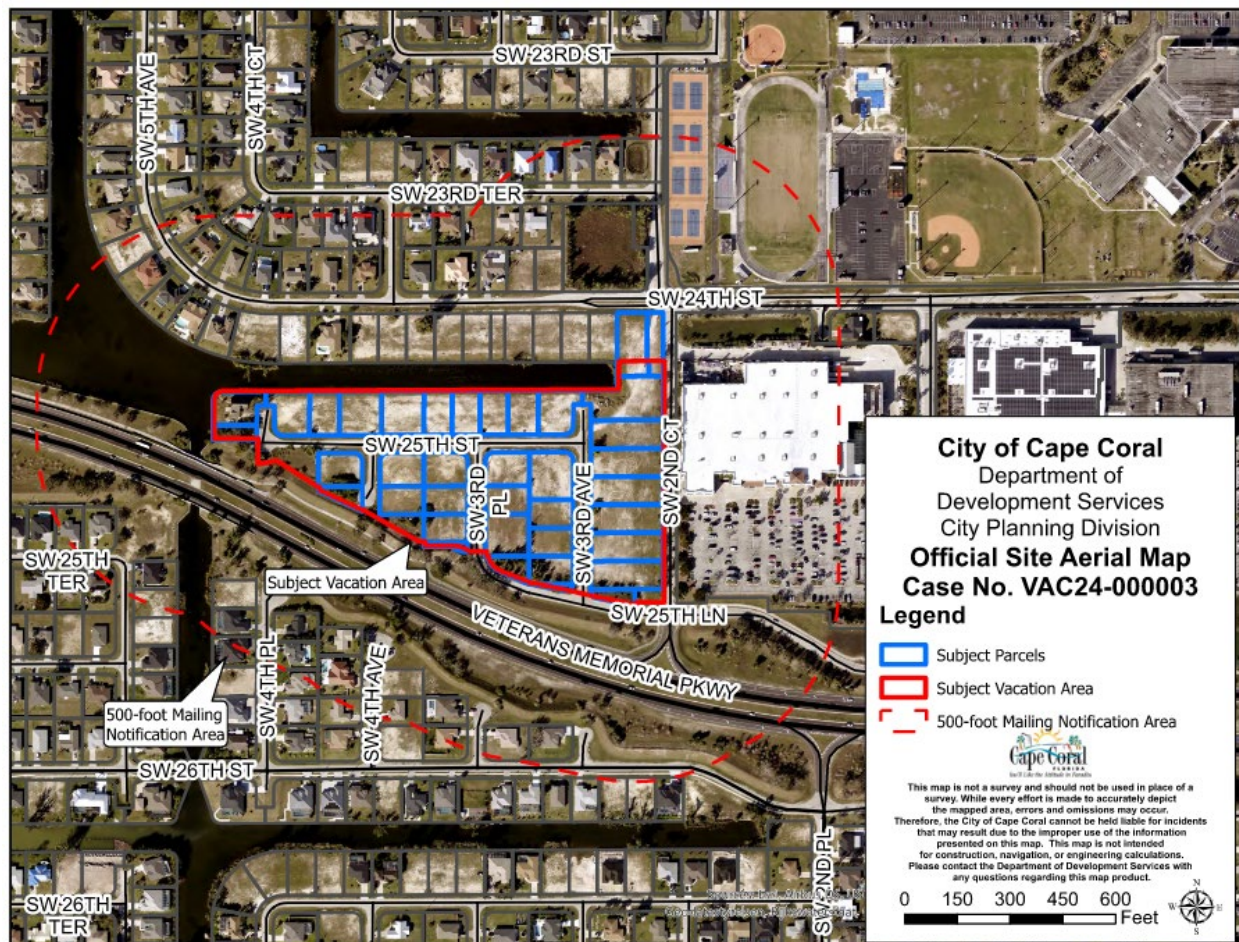 SW 23RD ST
SW 5TH AVE
SW 4TH CT
SW 23RD TER
SW 24TH ST
SW 25TH ST
SW 3RD
PL
SW 3RD AVE
SW 2ND CT
SW 25TH LN
Subject Vacation Area
SW 25TH
TER
VETERANS MEMORIAL PKWY
SW 4TH PL
SW 4TH AVE
500-foot Mailing
Notification Area
SW 26TH ST
SW 2ND PL
SW 26TH
TER
City of Cape Coral
Department of
Development Services
City Planning Division
Official Site Aerial Map
Case No. VAC24-000003
Legend
Subject Parcels
Subject Vacation Area
500-foot Mailing Notification Area
Cape Coral
FLORIDA
You'll Like the Attitude in Paradise
This map is not a survey and should not be used in place of a
survey. While every effort is made to accurately depict
the mapped area, errors and omissions may occur.
Therefore, the City of Cape Coral cannot be held liable for incidents
that may result due to the improper use of the information
presented on this map. This map is not intended
for construction, navigation, or engineering calculations.
Please contact the Department of Development Services with
any questions regarding this map product.
N
W E
S
0 150 300 450 600
Feet